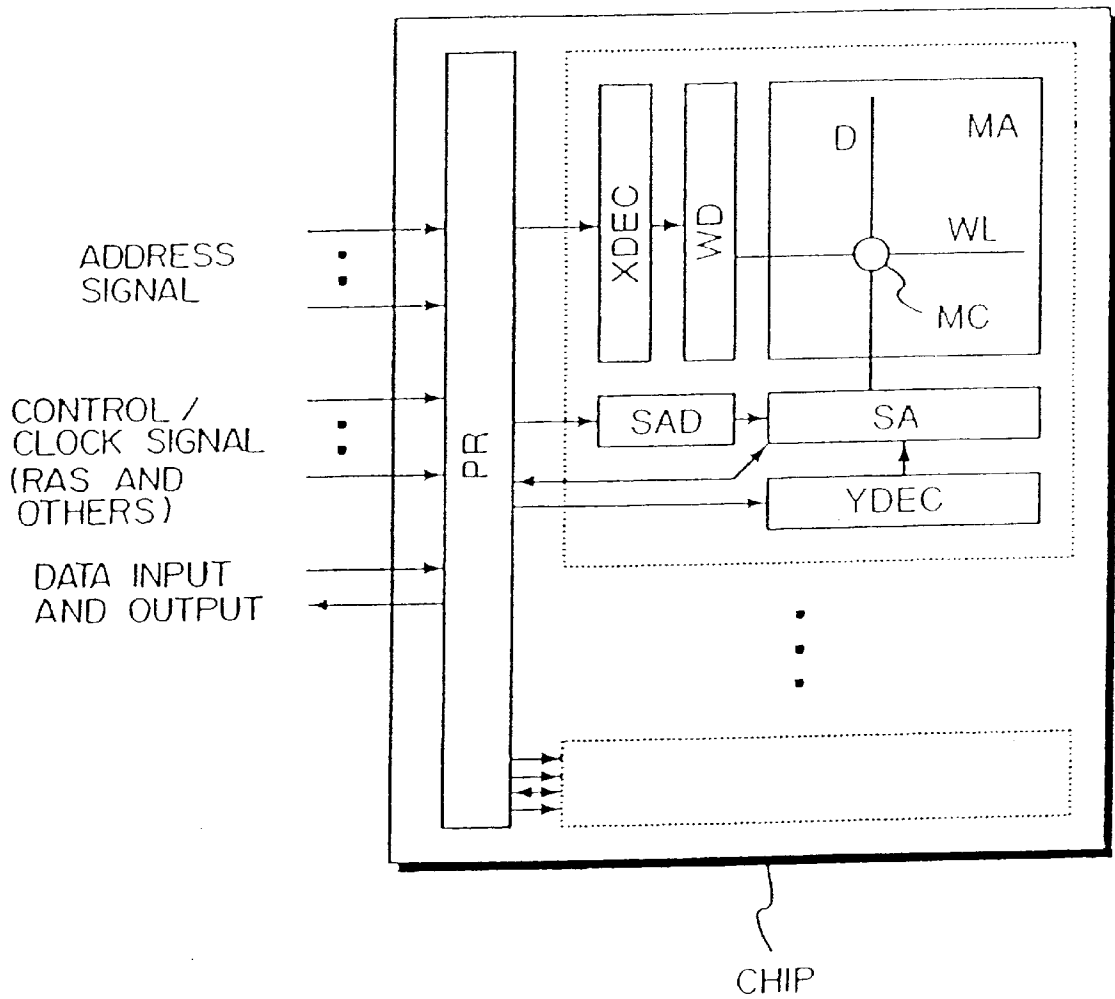 ADDRESS
SIGNAL
CONTROL /
CLOCK SIGNAL
(RAS AND
OTHERS)
DATA INPUT
AND OUTPUT
PR
XDEC
WD
D
MA
WL
MC
SAD
SA
YDEC
CHIP